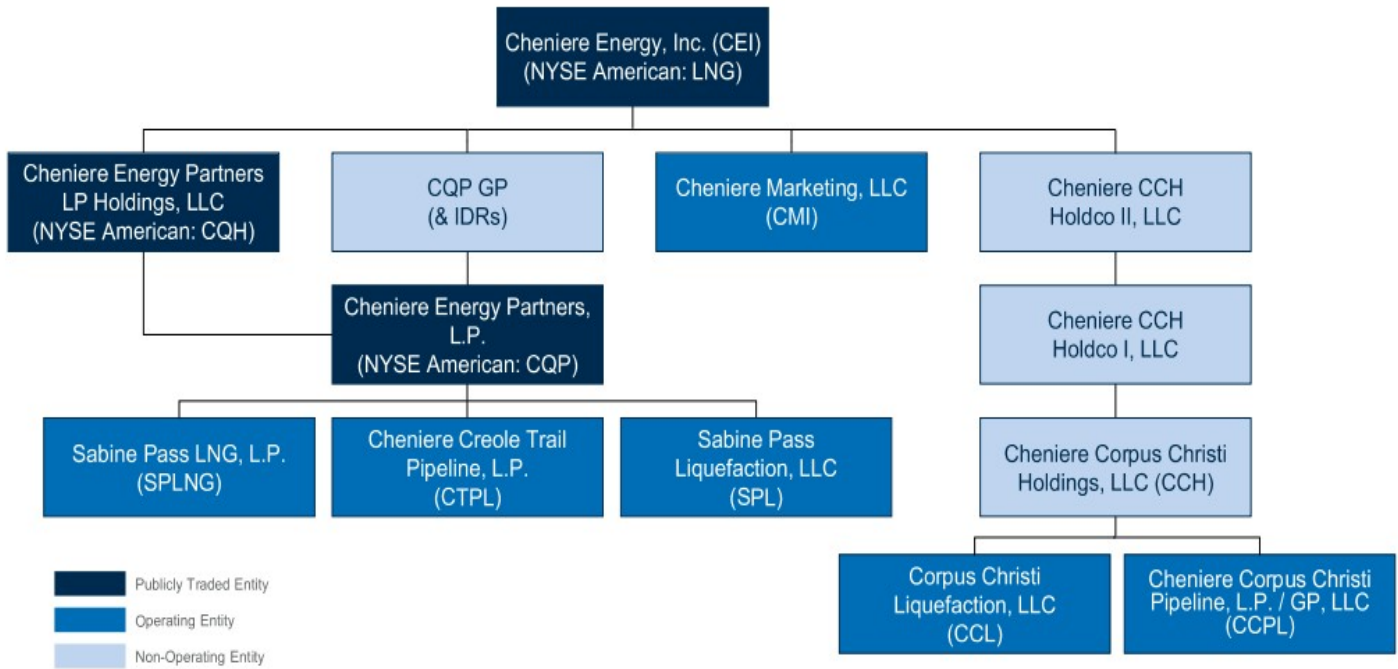 Cheniere Energy, Inc. (CEI)
(NYSE American: LNG)
Cheniere Energy Partners
LP Holdings, LLC
(NYSE American: CQH)
CQP GP
(& IDRs)
Cheniere Marketing, LLC
(CMI)
Cheniere CCH
Holdco II, LLC
Cheniere Energy Partners,
L.P.
(NYSE American: CQP)
Cheniere CCH
Holdco I, LLC
Sabine Pass LNG, L.P.
(SPLNG)
Cheniere Creole Trail
Pipeline, L.P.
(CTPL)
Sabine Pass
Liquefaction, LLC
(SPL)
Cheniere Corpus Christi
Holdings, LLC (CCH)
Corpus Christi
Liquefaction, LLC
(CCL)
Cheniere Corpus Christi
Pipeline, L.P. / GP, LLC
(CCPL)
Publicly Traded Entity
Operating Entity
Non-Operating Entity